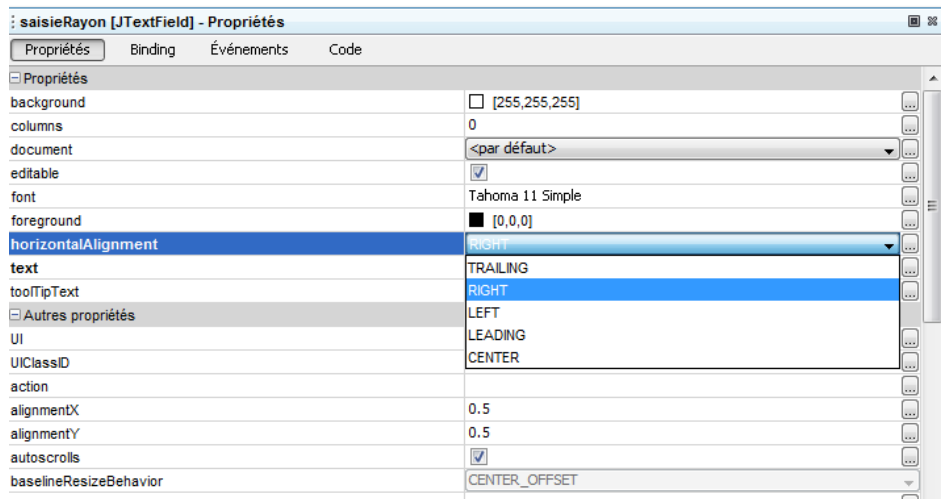 saisieRayon [JTextField] - Propriétés
Propriétés Binding Événements Code
Propriétés
background [255,255,255] ...
columns 0 ...
document <par défaut> ...
editable ...
font Tahoma 11 Simple ...
foreground [0,0,0] ...
horizontalAlignment RIGHT ...
text TRAILING ...
toolTipText RIGHT ...
Autres propriétés LEFT
UI LEADING ...
UIClassID CENTER ...
action ...
alignmentX 0.5 ...
alignmentY 0.5 ...
autoscrolls ...
baselineResizeBehavior CENTER_OFFSET